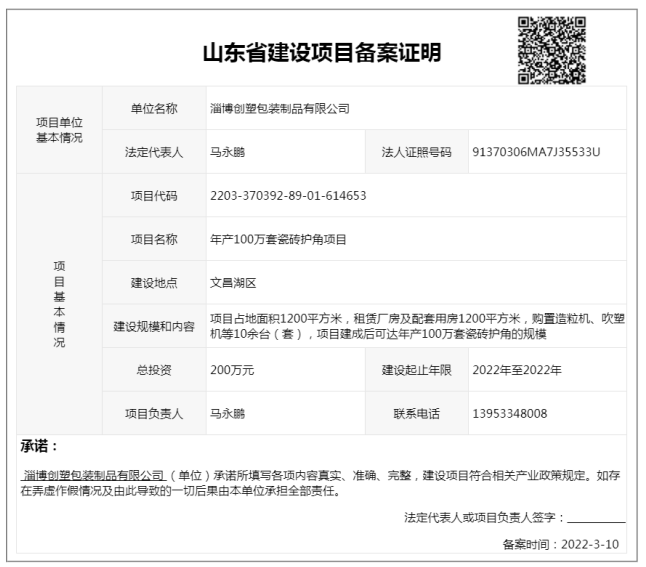 山东省建设项目备案证明
项目单位
基本情况
单位名称 淄博创塑包装制品有限公司
法定代表人 马永鹏 法人证照号码 91370306MA7J35533U
项目基本情况
项目代码 2203-370392-89-01-614653
项目名称 年产100万套瓷砖护角项目
建设地点 文昌湖区
建设规模和内容 项目占地面积1200平方米，租赁厂房及配套用房1200平方米，购置造粒机、吹塑
机等10余台（套），项目建成后可达年产100万套瓷砖护角的规模
总投资 200万元 建设起止年限 2022年至2022年
项目负责人 马永鹏 联系电话 13953348008
承诺：
淄博创塑包装制品有限公司（单位）承诺所填写各项内容真实、准确、完整，建设项目符合相关产业政策规定。如存
在弄虚作假情况及由此导致的一切后果由本单位承担全部责任。
法定代表人或项目负责人签字：
备案时间：2022-3-10